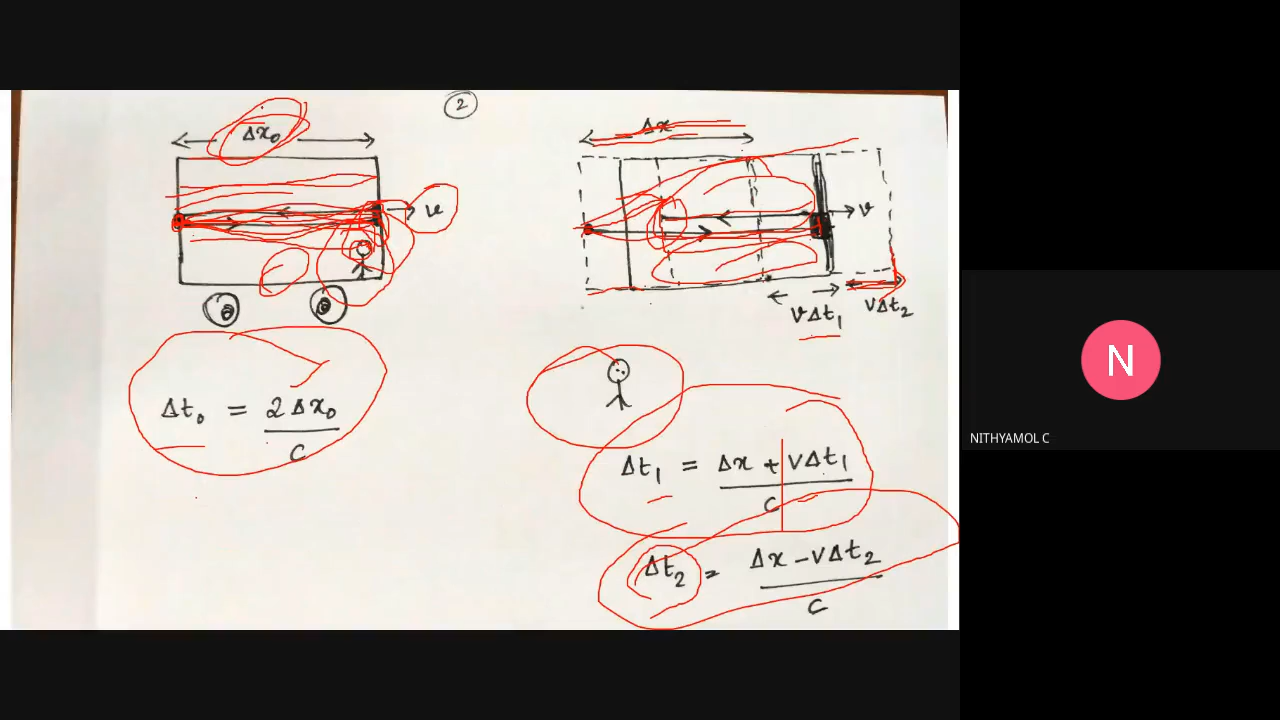 ②
Δx₀
v
Δt₀ = 2Δx₀ / c
Δx
v
vΔt₁
vΔt₂
Δt₁ = Δx + vΔt₁ / c
Δt₂ = Δx - vΔt₂ / c
N
NITHYAMOL C